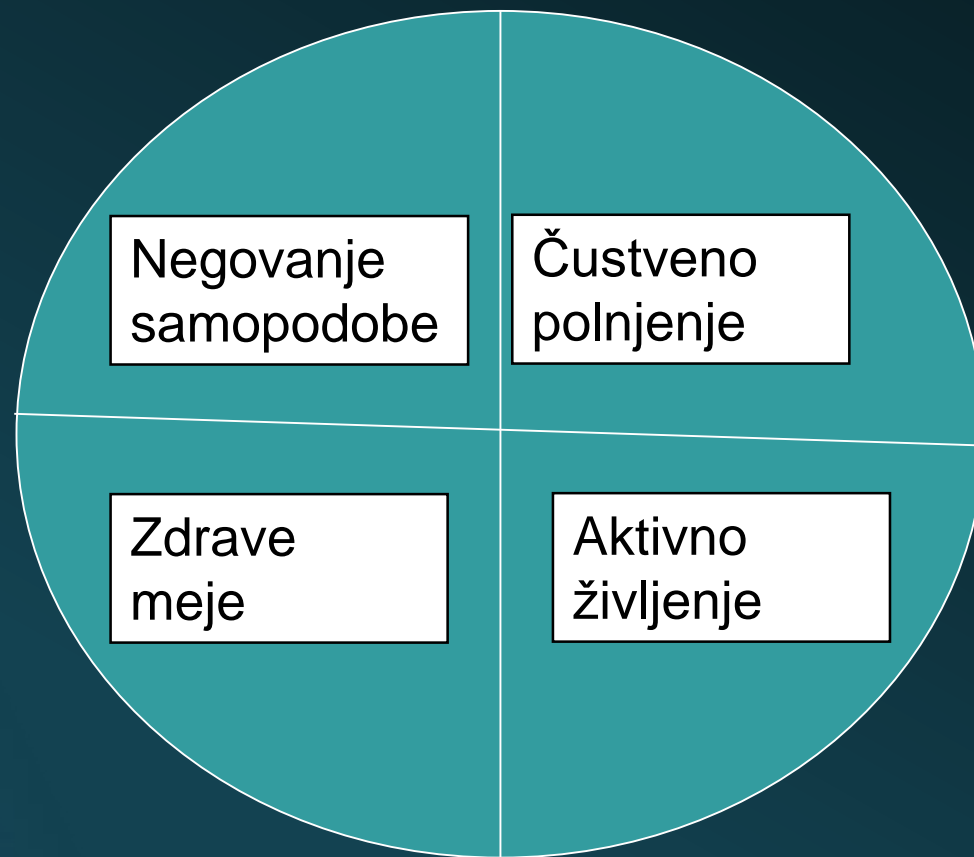 Negovanje
samopodobe
Čustveno
polnjenje
Zdrave
meje
Aktivno
življenje